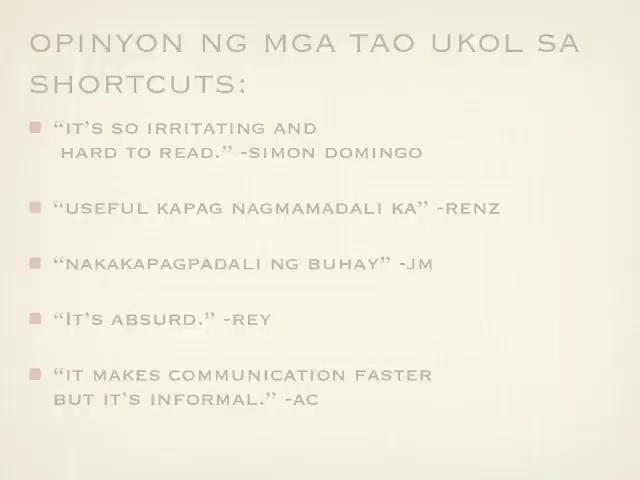 OPINYON NG MGA TAO UKOL SA
SHORTCUTS:
“IT’S SO IRRITATING AND
HARD TO READ.” -SIMON DOMINGO
“USEFUL KAPAG NAGMAMADALI KA” -RENZ
“NAKAKAPAGPADALI NG BUHAY” -JM
“IT’S ABSURD.” -REY
“IT MAKES COMMUNICATION FASTER
BUT IT’S INFORMAL.” -AC